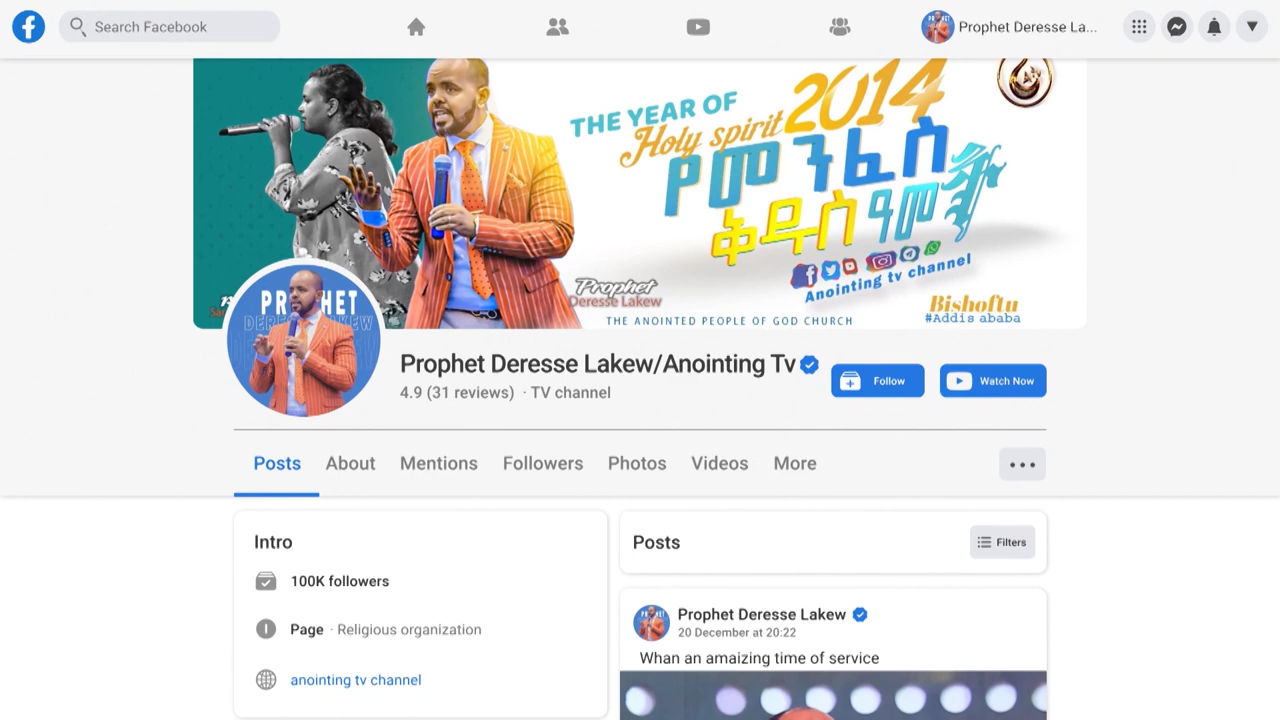 Search Facebook
Prophet Deresse La...
THE YEAR OF
Holy spirit 2014
የመንፈስ
ቅዱስ ዓመት
Anointing tv channel
Prophet
Deresse Lakew
THE ANOINTED PEOPLE OF GOD CHURCH
Bishoftu
#Addis ababa
PROPHET
DERESSE LAKEW
Prophet Deresse Lakew/Anointing Tv
4.9 (31 reviews) · TV channel
Follow
Watch Now
Posts About Mentions Followers Photos Videos More
Intro
100K followers
Page · Religious organization
anointing tv channel
Posts
Filters
Prophet Deresse Lakew
20 December at 20:22
Whan an amaizing time of service